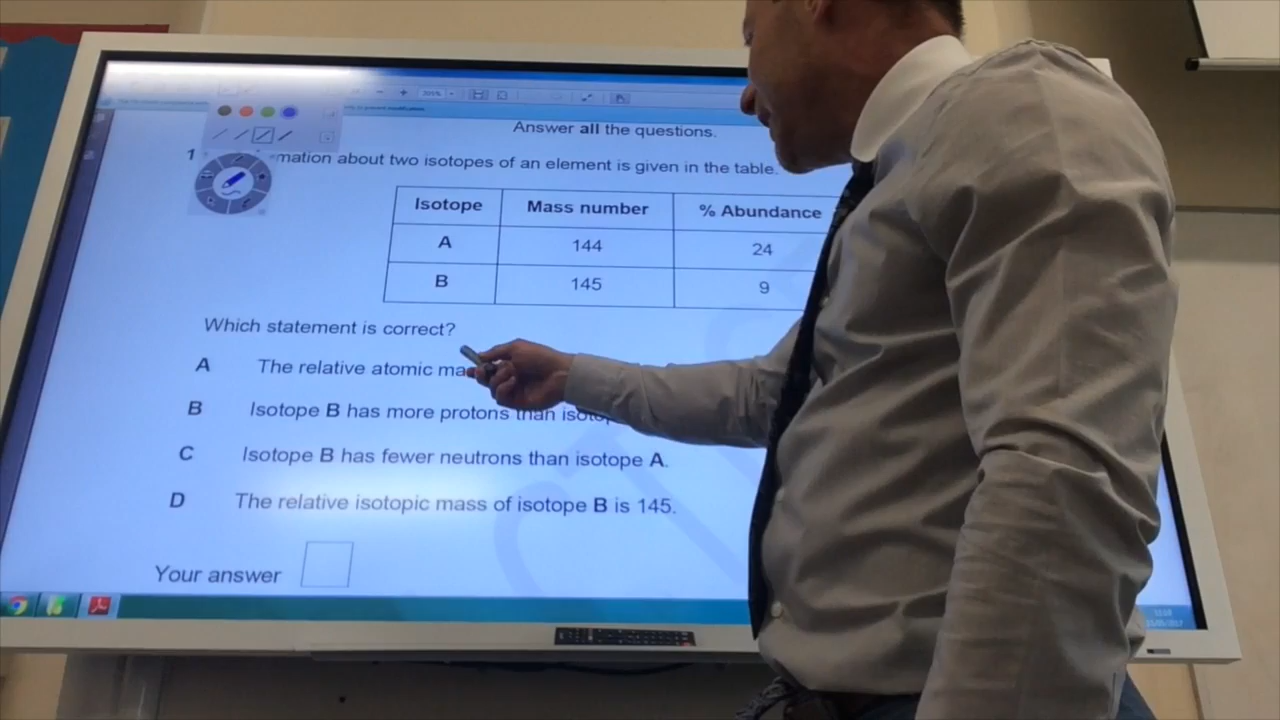 Answer all the questions.
1 mation about two isotopes of an element is given in the table.
Isotope Mass number % Abundance
A 144 24
B 145 9
Which statement is correct?
A The relative atomic ma
B Isotope B has more protons than isoto
C Isotope B has fewer neutrons than isotope A.
D The relative isotopic mass of isotope B is 145.
Your answer